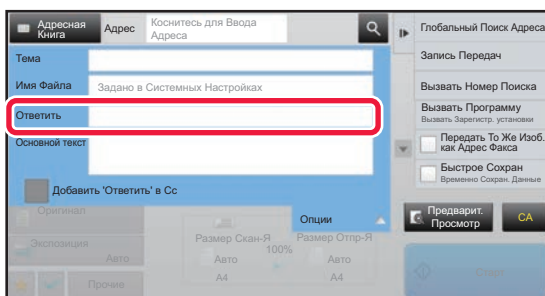 Адресная Книга
Адрес
Коснитесь для Ввода Адреса
Глобальный Поиск Адреса
Тема
Запись Передач
Имя Файла
Задано в Системных Настройках
Вызвать Номер Поиска
Ответить
Вызвать Программу
Вызвать Зарегистр. установки
Основной текст
Передать То Же Изоб. как Адрес Факса
Быстрое Сохран
Временно Сохран. Данные
Добавить 'Ответить' в Cc
Оригинал
Опции
Предварит. Просмотр
CA
Экспозиция
Авто
Размер Скан-Я
100%
Размер Отпр-Я
Авто
A4
Авто
A4
Прочие
Старт